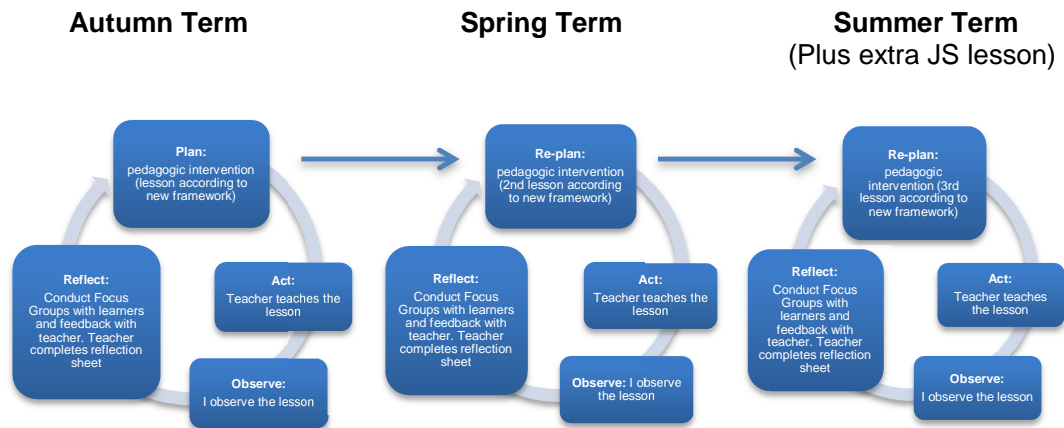 Autumn Term
Plan:
pedagogic intervention
(lesson according to
new framework)
Act:
Teacher teaches the
lesson
Observe:
I observe the lesson
Reflect:
Conduct Focus
Groups with learners
and feedback with
teacher. Teacher
completes reflection
sheet
Spring Term
Re-plan:
pedagogic intervention
(2nd lesson according
to new framework)
Act:
Teacher teaches the
lesson
Observe: I observe
the lesson
Reflect:
Conduct Focus
Groups with learners
and feedback with
teacher. Teacher
completes reflection
sheet
Summer Term
(Plus extra JS lesson)
Re-plan:
pedagogic
intervention (3rd
lesson according to
new framework)
Act:
Teacher teaches
the lesson
Observe:
I observe the lesson
Reflect:
Conduct Focus
Groups with
learners and
feedback with
teacher. Teacher
completes reflection
sheet